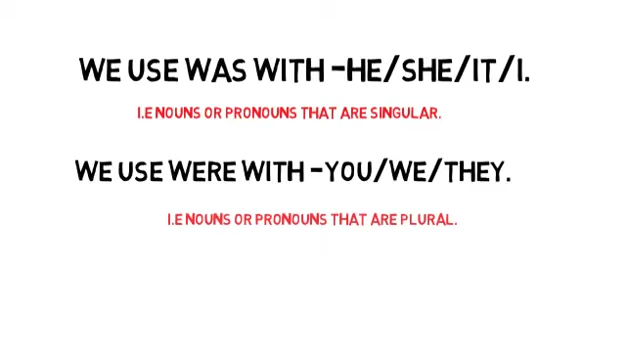 WE USE WAS WITH -HE/SHE/IT/I.
I.E NOUNS OR PRONOUNS THAT ARE SINGULAR.
WE USE WERE WITH -YOU/WE/THEY.
I.E NOUNS OR PRONOUNS THAT ARE PLURAL.